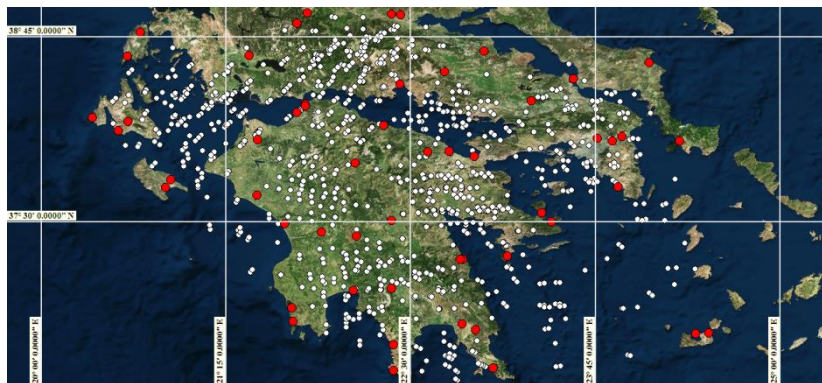 38° 45' 0.0000" N
37° 30' 0.0000" N
20° 00' 0.0000" E
21° 15' 0.0000" E
22° 30' 0.0000" E
23° 45' 0.0000" E
25° 00' 0.0000" E